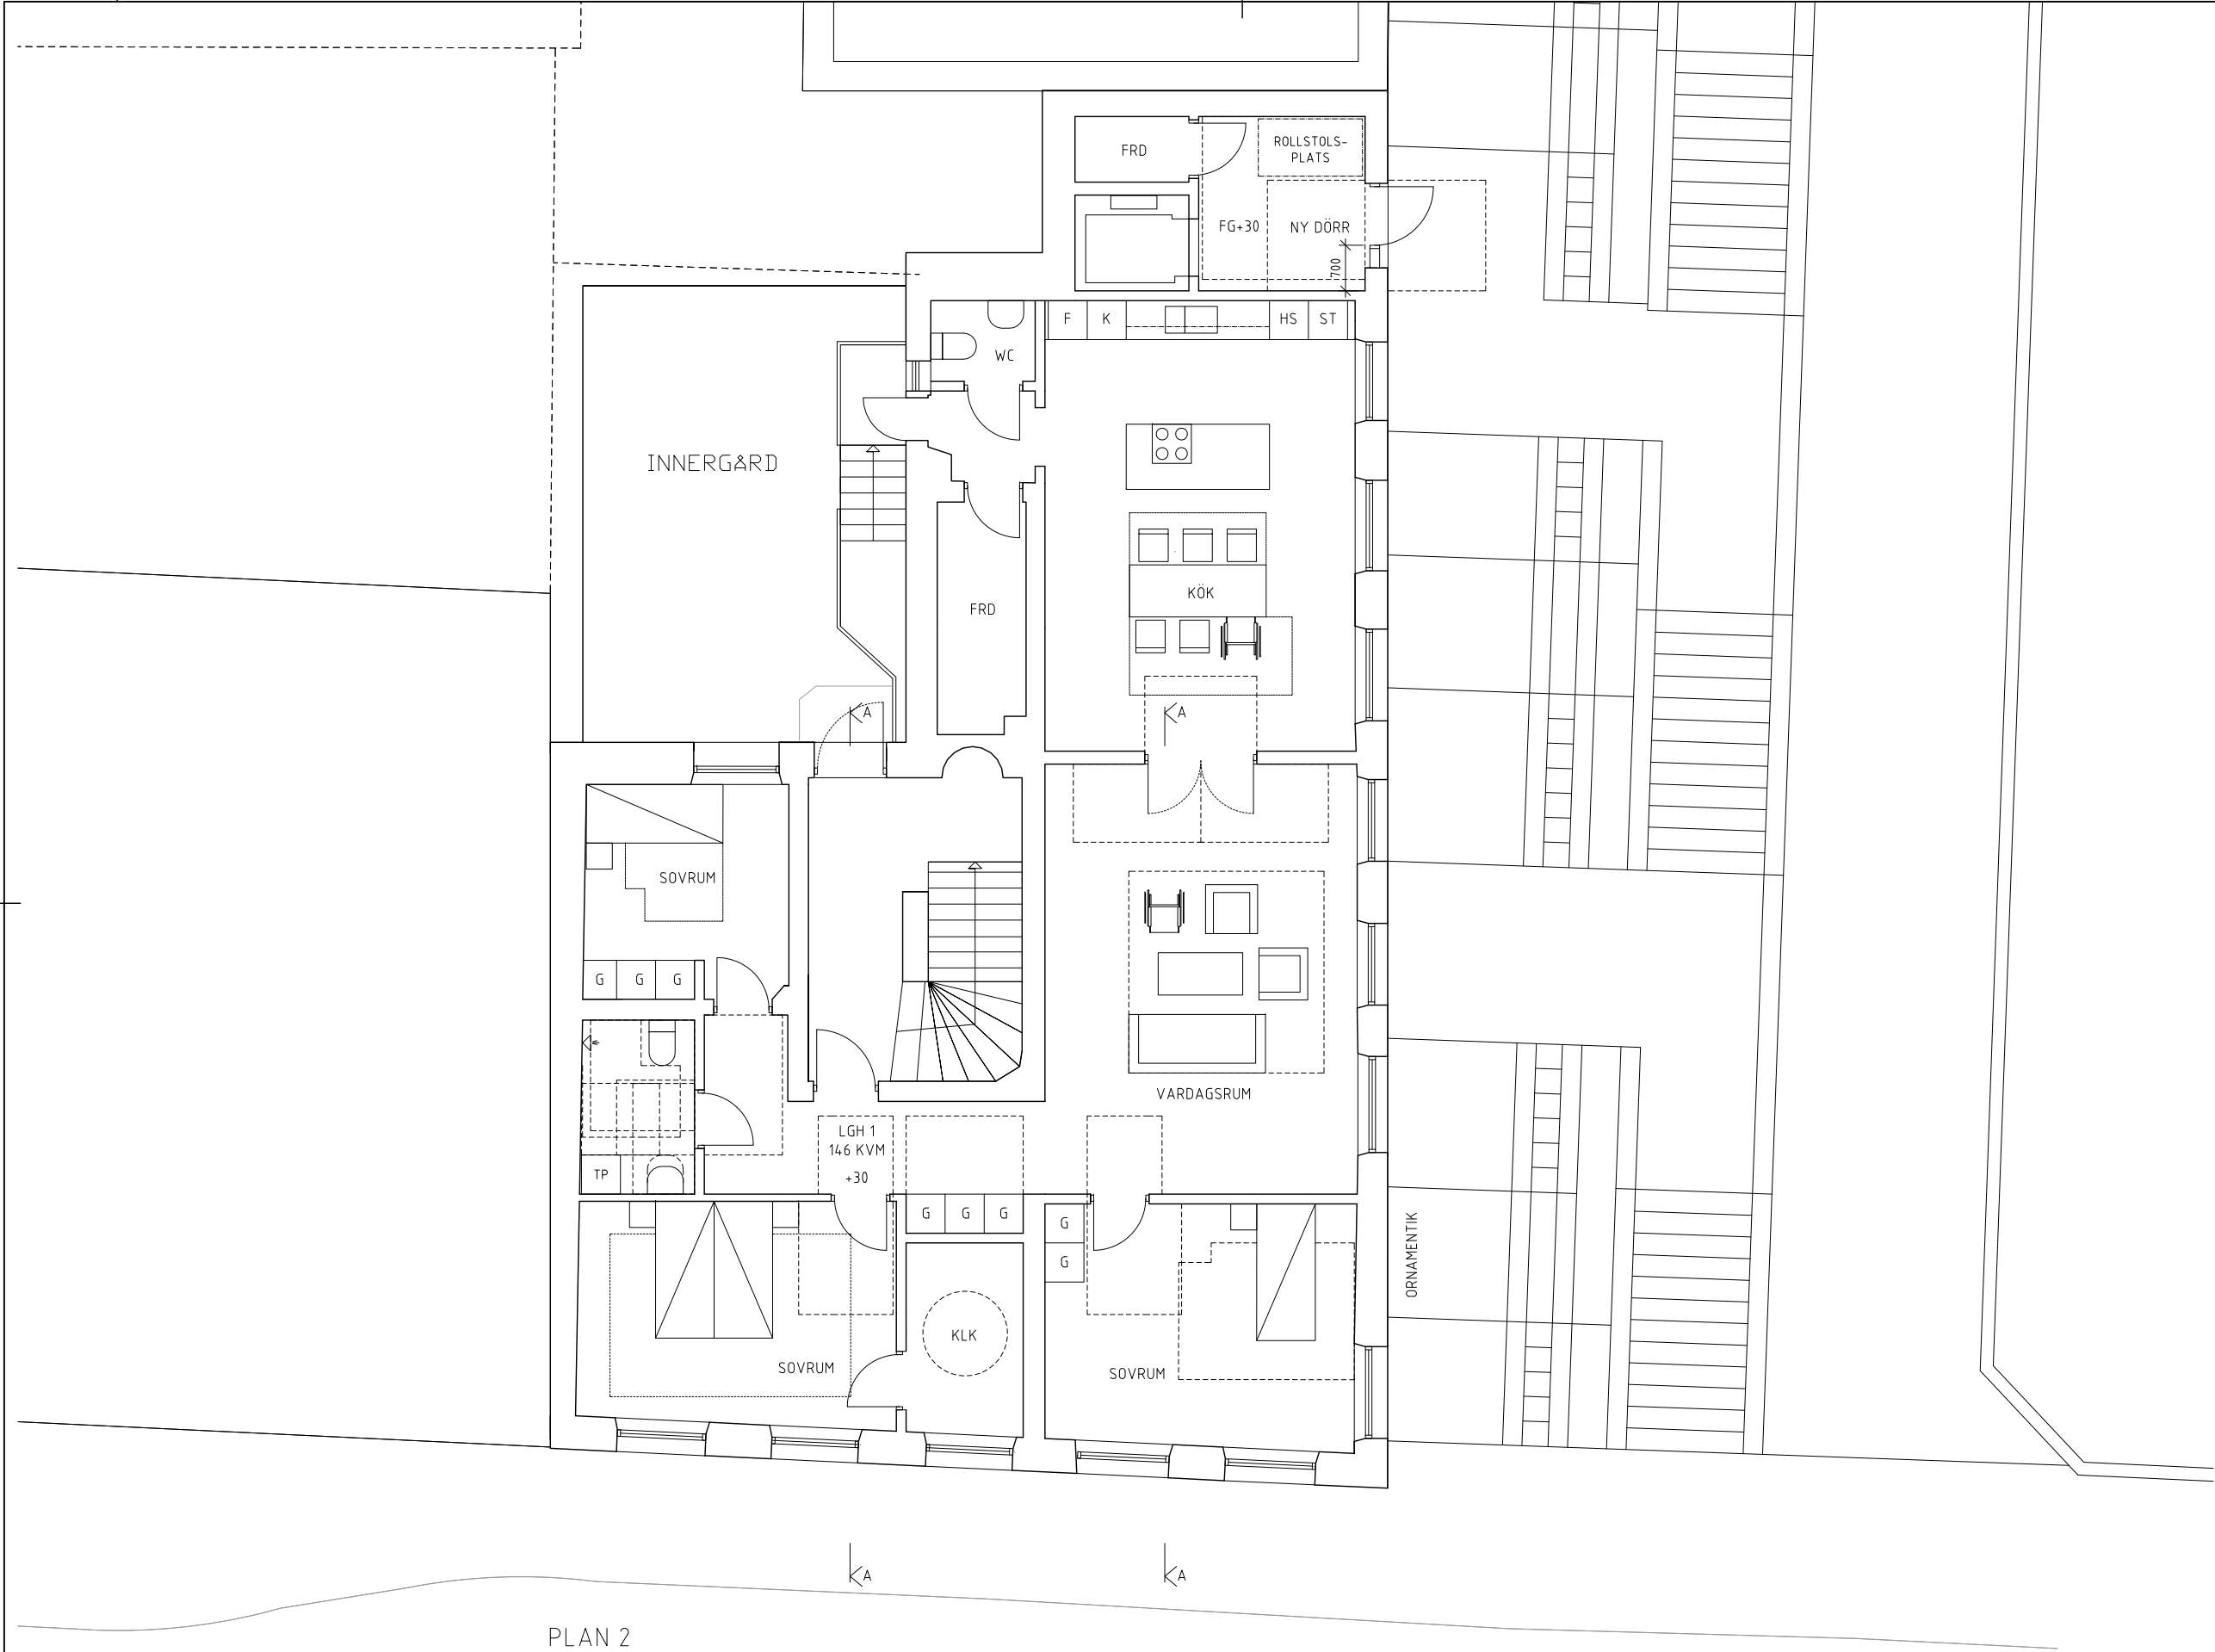 FRD
ROLLSTOLS-
PLATS
FG+30
NY DÖRR
700
F
K
HS
ST
WC
INNERGÅRD
KÖK
FRD
A
A
SOVRUM
G
G
G
VARDAGSRUM
LGH 1
146 KVM
+30
TP
G
G
G
G
G
ORNAMENTIK
KLK
SOVRUM
SOVRUM
A
A
PLAN 2